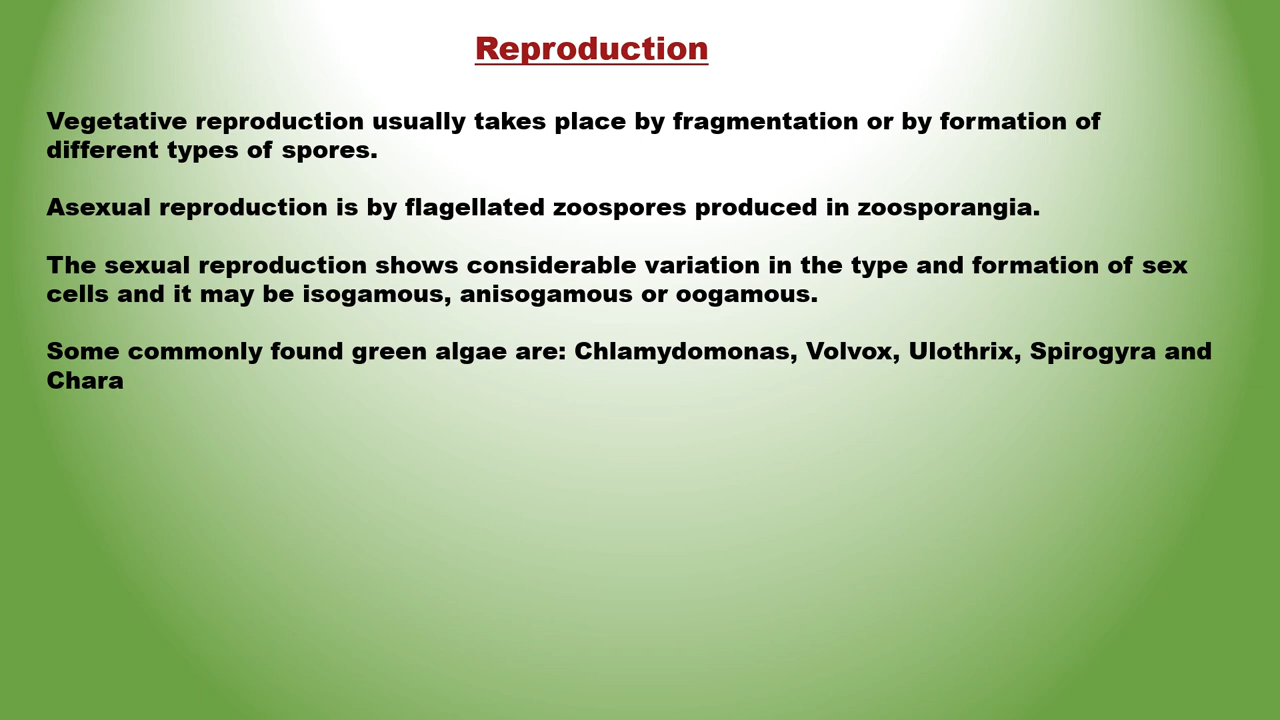 Reproduction
Vegetative reproduction usually takes place by fragmentation or by formation of
different types of spores.
Asexual reproduction is by flagellated zoospores produced in zoosporangia.
The sexual reproduction shows considerable variation in the type and formation of sex
cells and it may be isogamous, anisogamous or oogamous.
Some commonly found green algae are: Chlamydomonas, Volvox, Ulothrix, Spirogyra and
Chara